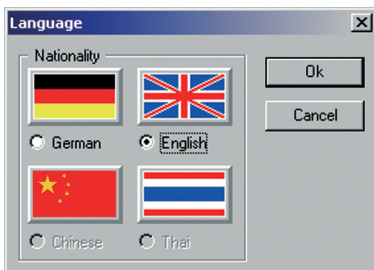 Language
Nationality
Ok
Cancel
German
English
Chinese
Thai